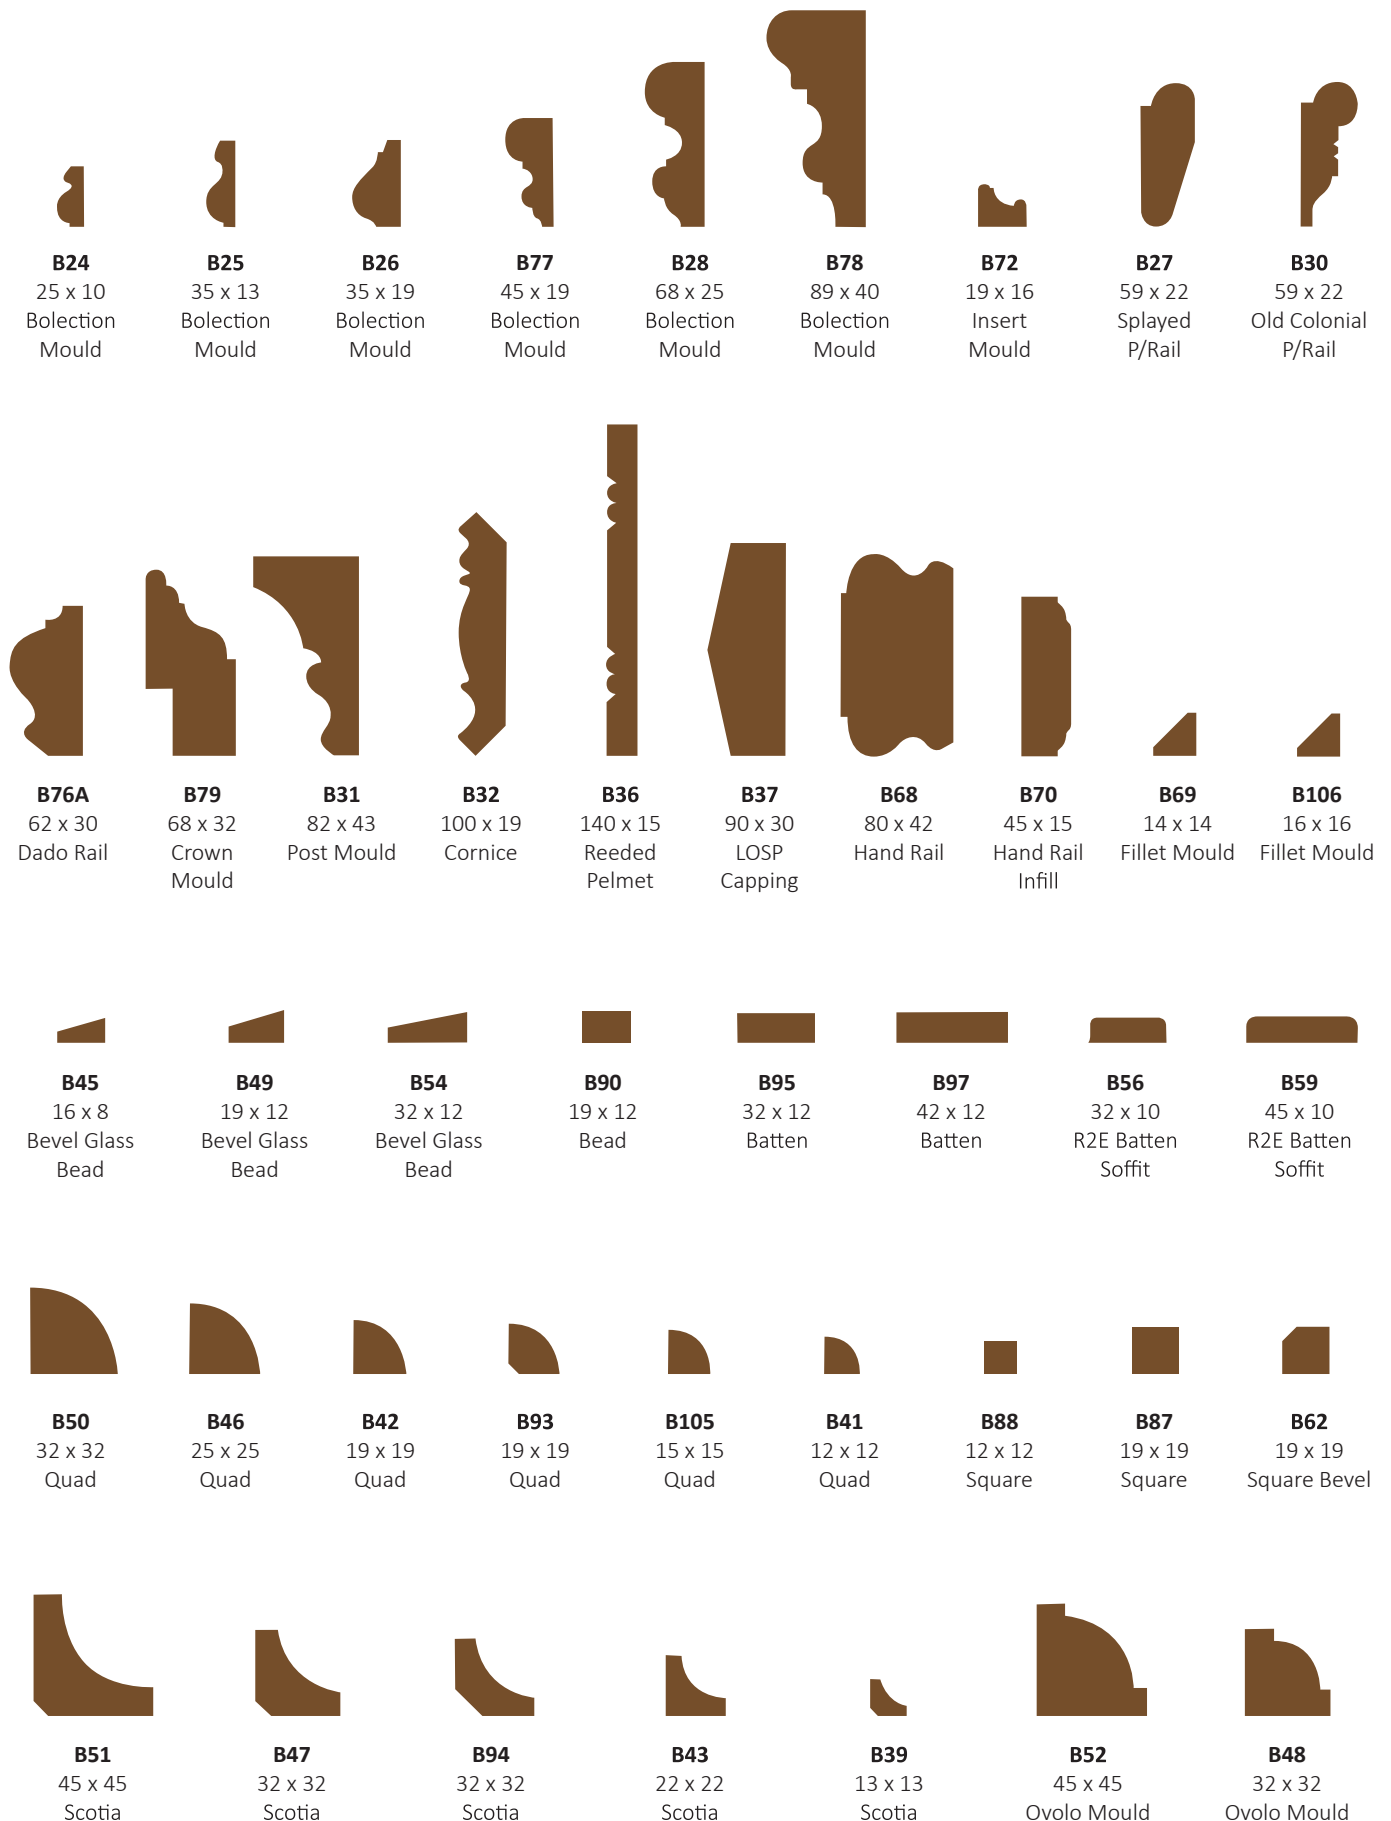 B24
25 x 10
Bolection
Mould
B25
35 x 13
Bolection
Mould
B26
35 x 19
Bolection
Mould
B77
45 x 19
Bolection
Mould
B28
68 x 25
Bolection
Mould
B78
89 x 40
Bolection
Mould
B72
19 x 16
Insert
Mould
B27
59 x 22
Splayed
P/Rail
B30
59 x 22
Old Colonial
P/Rail
B76A
62 x 30
Dado Rail
B79
68 x 32
Crown
Mould
B31
82 x 43
Post Mould
B32
100 x 19
Cornice
B36
140 x 15
Reeded
Pelmet
B37
90 x 30
LOSP
Capping
B68
80 x 42
Hand Rail
B70
45 x 15
Hand Rail
Infill
B69
14 x 14
Fillet Mould
B106
16 x 16
Fillet Mould
B45
16 x 8
Bevel Glass
Bead
B49
19 x 12
Bevel Glass
Bead
B54
32 x 12
Bevel Glass
Bead
B90
19 x 12
Bead
B95
32 x 12
Batten
B97
42 x 12
Batten
B56
32 x 10
R2E Batten
Soffit
B59
45 x 10
R2E Batten
Soffit
B50
32 x 32
Quad
B46
25 x 25
Quad
B42
19 x 19
Quad
B93
19 x 19
Quad
B105
15 x 15
Quad
B41
12 x 12
Quad
B88
12 x 12
Square
B87
19 x 19
Square
B62
19 x 19
Square Bevel
B51
45 x 45
Scotia
B47
32 x 32
Scotia
B94
32 x 32
Scotia
B43
22 x 22
Scotia
B39
13 x 13
Scotia
B52
45 x 45
Ovolo Mould
B48
32 x 32
Ovolo Mould